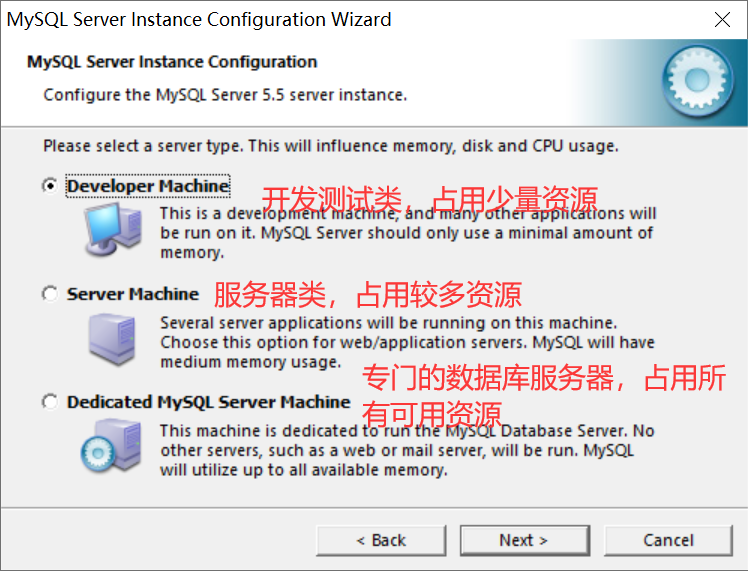 MySQL Server Instance Configuration Wizard
MySQL Server Instance Configuration
Configure the MySQL Server 5.5 server instance.
Please select a server type. This will influence memory, disk and CPU usage.
Developer Machine
开发测试类，占用少量资源
This is a development machine, and many other applications will
be run on it. MySQL Server should only use a minimal amount of
memory.
Server Machine
服务器类，占用较多资源
Several server applications will be running on this machine.
Choose this option for web/application servers. MySQL will have
medium memory usage.
专门的数据库服务器，占用所
有可用资源
Dedicated MySQL Server Machine
This machine is dedicated to run the MySQL Database Server. No
other servers, such as a web or mail server, will be run. MySQL
will utilize up to all available memory.
< Back
Next >
Cancel